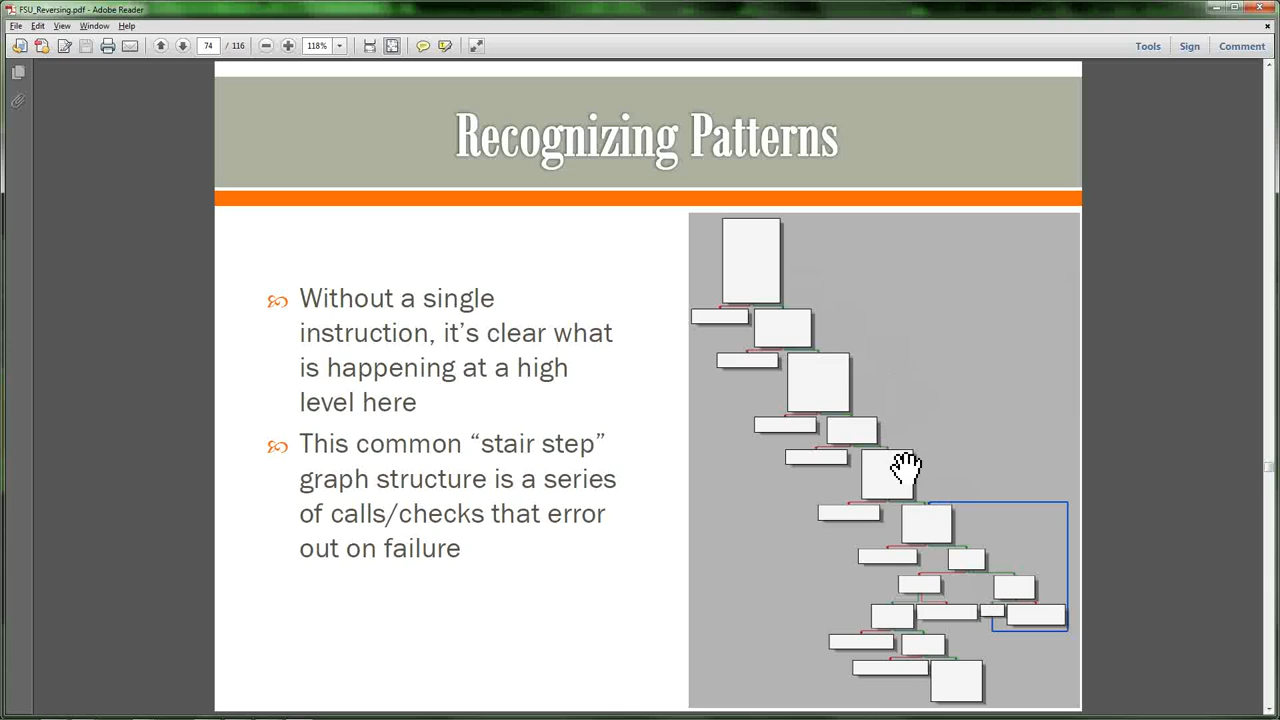 FSU_Reversing.pdf - Adobe Reader
File Edit View Window Help
74 / 116 118% Tools Sign Comment
Recognizing Patterns
Without a single
instruction, it's clear what
is happening at a high
level here
This common “stair step”
graph structure is a series
of calls/checks that error
out on failure